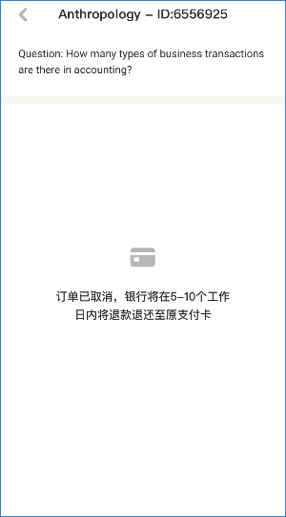 Anthropology – ID:6556925
Question: How many types of business transactions
are there in accounting?
订单已取消，银行将在5–10个工作
日内将退款退还至原支付卡